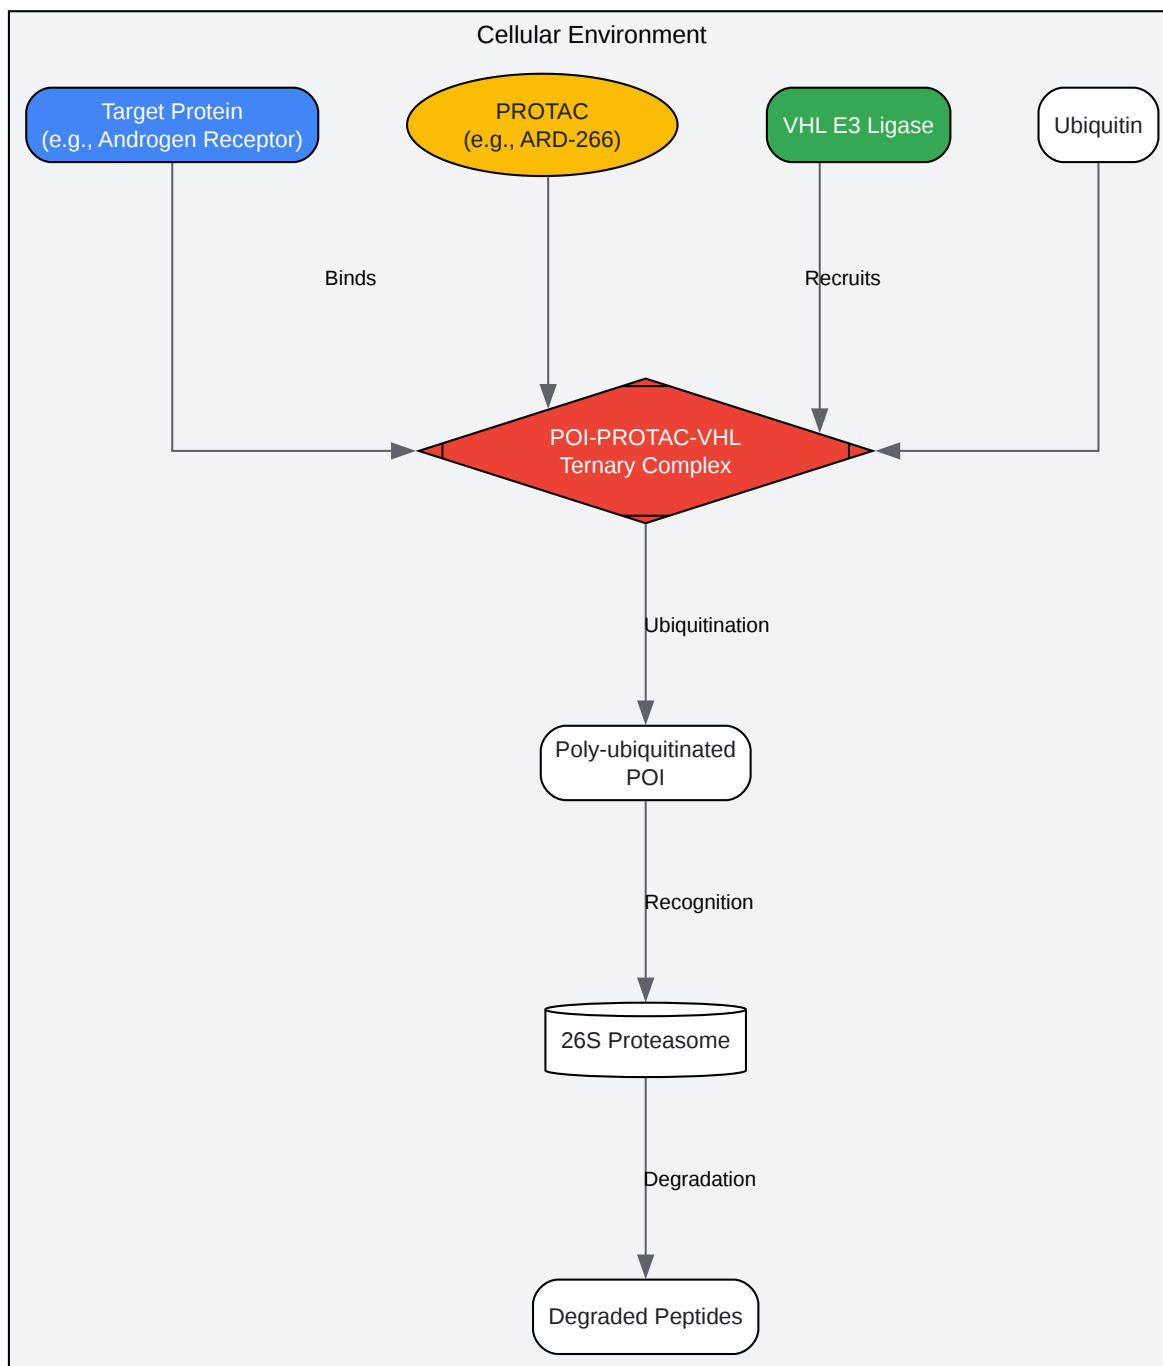 Cellular Environment
Target Protein
(e.g., Androgen Receptor)
PROTAC
(e.g., ARD-266)
VHL E3 Ligase
Ubiquitin
Binds
Recruits
POI-PROTAC-VHL
Ternary Complex
Ubiquitination
Poly-ubiquitinated
POI
Recognition
26S Proteasome
Degradation
Degraded Peptides